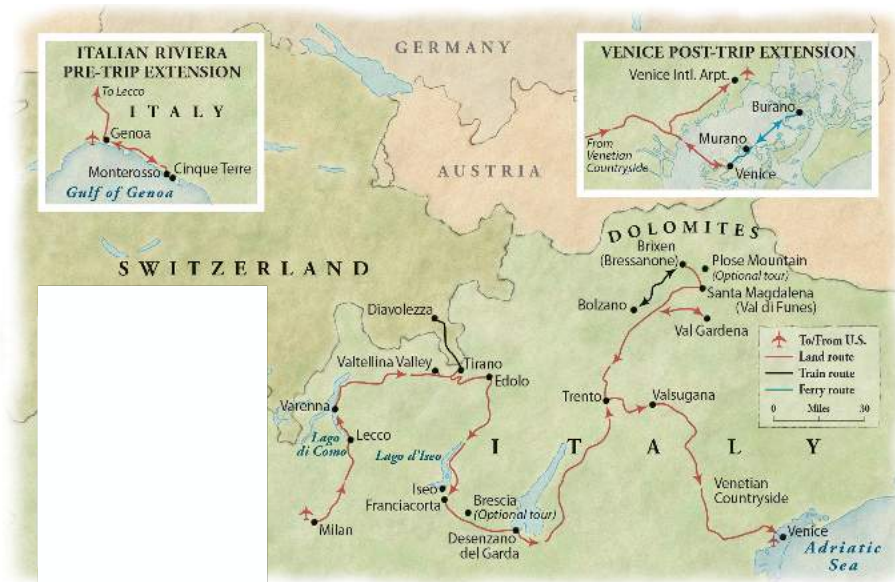 ITALIAN RIVIERA
PRE-TRIP EXTENSION
To Lecco
ITALY
Genoa
Monterosso
Cinque Terre
Gulf of Genoa
GERMANY
AUSTRIA
VENICE POST-TRIP EXTENSION
Venice Intl. Arpt.
Burano
Murano
From
Venetian
Countryside
Venice
SWITZERLAND
DOLOMITES
Brixen
(Bressanone)
Plose Mountain
(Optional tour)
Bolzano
Santa Magdalena
(Val di Funes)
Val Gardena
Diavolezza
Valtellina Valley
Tirano
Edolo
Varenna
Lago
di Como
Lecco
Milan
Lago d'Iseo
Iseo
Franciacorta
Brescia
(Optional tour)
Desenzano
del Garda
Trento
Valsugana
ITALY
Venetian
Countryside
Venice
Adriatic
Sea
To/From U.S.
Land route
Train route
Ferry route
0 Miles 30